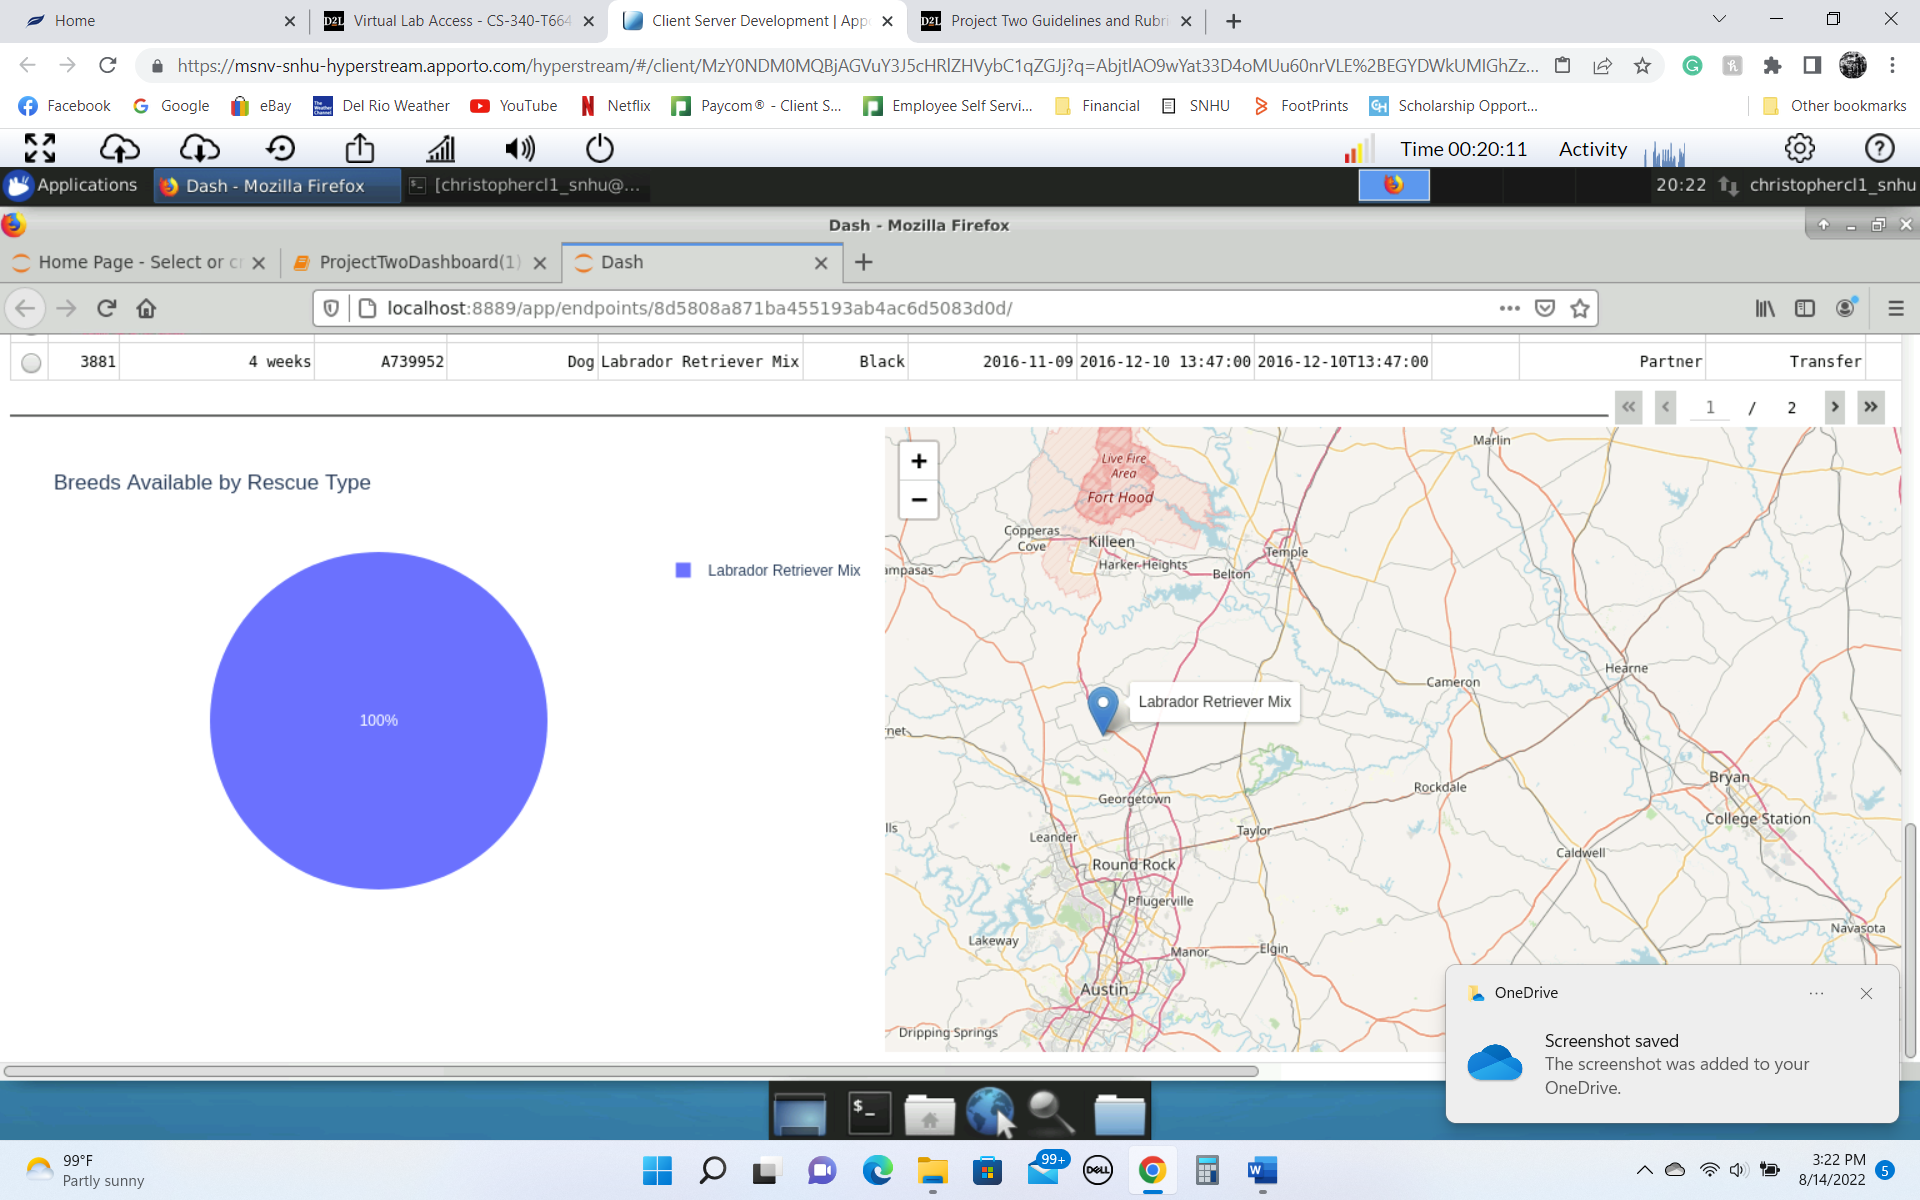 Home
Virtual Lab Access - CS-340-T664
Client Server Development | Appo
Project Two Guidelines and Rubri
https://msnv-snhu-hyperstream.apporto.com/hyperstream/#/client/MzY0NDM0MQBjAGVuY3J5cHRlZHVybC1qZGJj?q=AbjtlAO9wYat33D4oMUu60nrVLE%2BEGYDWkUMIGhZz...
Facebook
Google
eBay
Del Rio Weather
YouTube
Netflix
Paycom® - Client S...
Employee Self Servi...
Financial
SNHU
FootPrints
Scholarship Opport...
Other bookmarks
Time 00:20:11
Activity
Applications
Dash - Mozilla Firefox
[christophercl1_snhu@...
20:22
christophercl1_snhu
Dash - Mozilla Firefox
Home Page - Select or cr
ProjectTwoDashboard(1)
Dash
localhost:8889/app/endpoints/8d5808a871ba455193ab4ac6d5083d0d/
3881 4 weeks A739952 Dog Labrador Retriever Mix Black 2016-11-09 2016-12-10 13:47:00 2016-12-10T13:47:00 Partner Transfer
« ‹ 1 / 2 › »
Breeds Available by Rescue Type
Labrador Retriever Mix
100%
+
−
Marlin
Live Fire
Area
Fort Hood
Copperas
Cove
Killeen
Temple
Harker Heights
ampasas
Belton
Hearne
Cameron
Labrador Retriever Mix
net
Bryan
Rockdale
Georgetown
College Station
lls
Leander
Taylor
Caldwell
Round Rock
Pflugerville
Navasota
Lakeway
Manor
Elgin
Austin
Dripping Springs
OneDrive
Screenshot saved
The screenshot was added to your
OneDrive.
$_
99°F
Partly sunny
99+
DELL
3:22 PM
8/14/2022
5